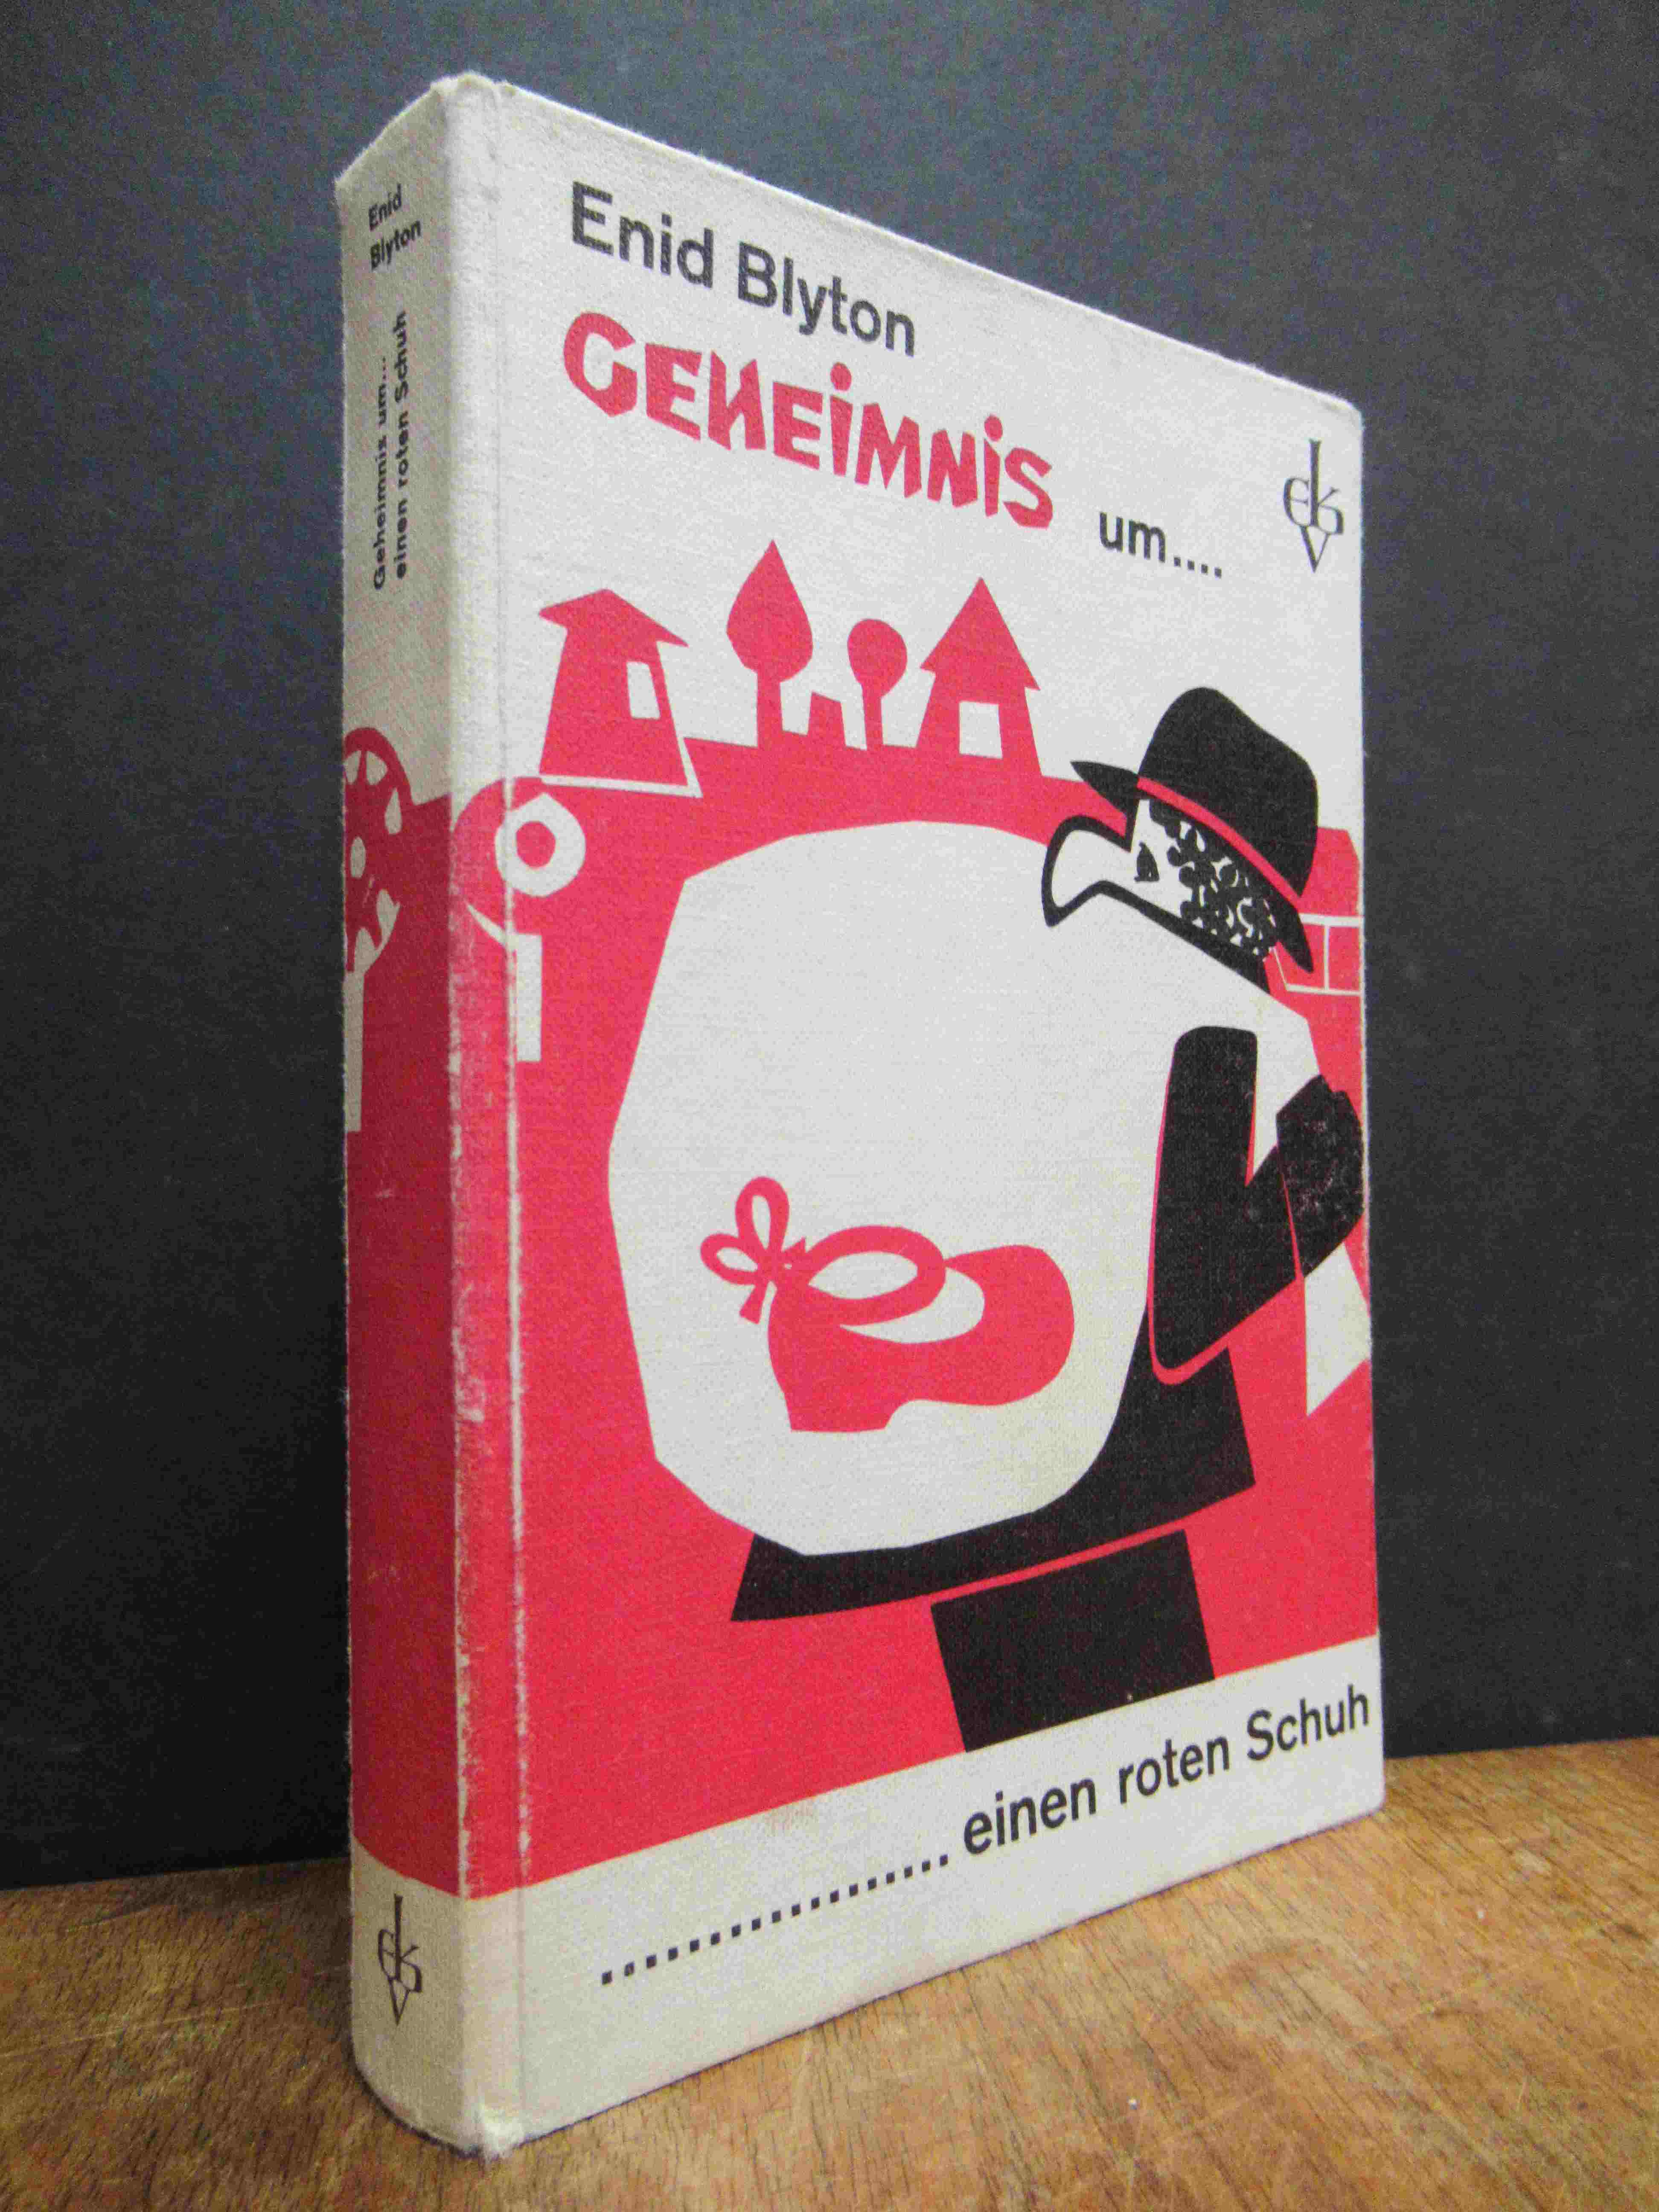 Enid Blyton
GEHEIMNIS um....
................ einen roten Schuh
Enid
Blyton
Geheimnis um...
einen roten Schuh